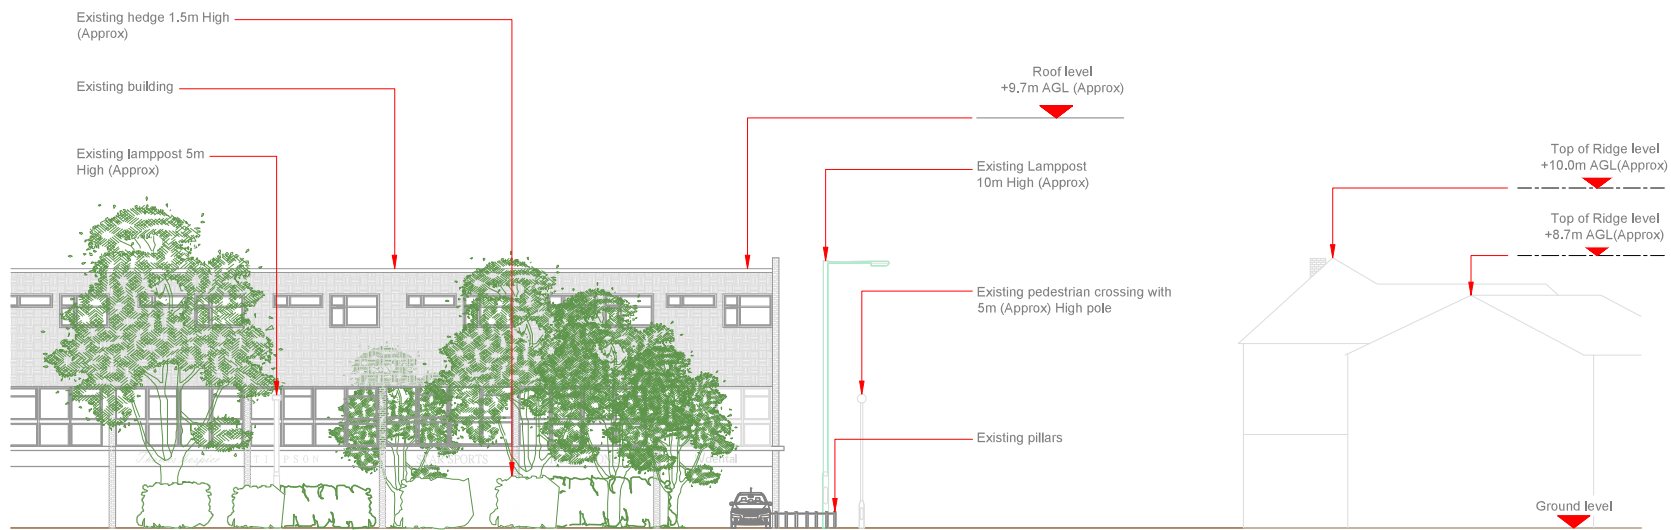 Existing hedge 1.5m High
(Approx)
Existing building
Existing lamppost 5m
High (Approx)
Roof level
+9.7m AGL (Approx)
Existing Lamppost
10m High (Approx)
Existing pedestrian crossing with
5m (Approx) High pole
Existing pillars
Top of Ridge level
+10.0m AGL(Approx)
Top of Ridge level
+8.7m AGL(Approx)
Ground level
SPORTS
dental